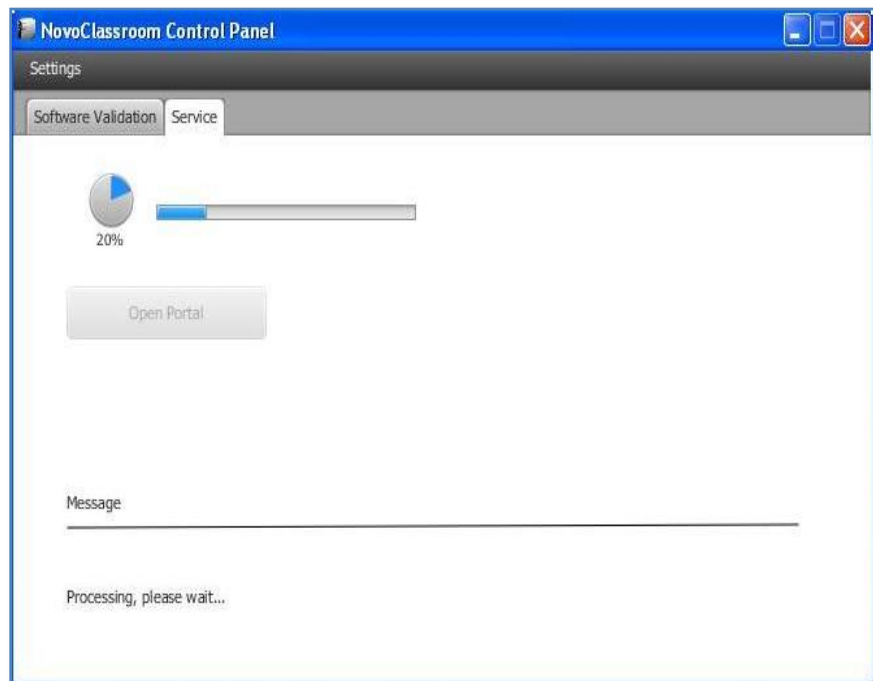 NovoClassroom Control Panel
Settings
Software Validation Service
20%
Open Portal
Message
Processing, please wait...